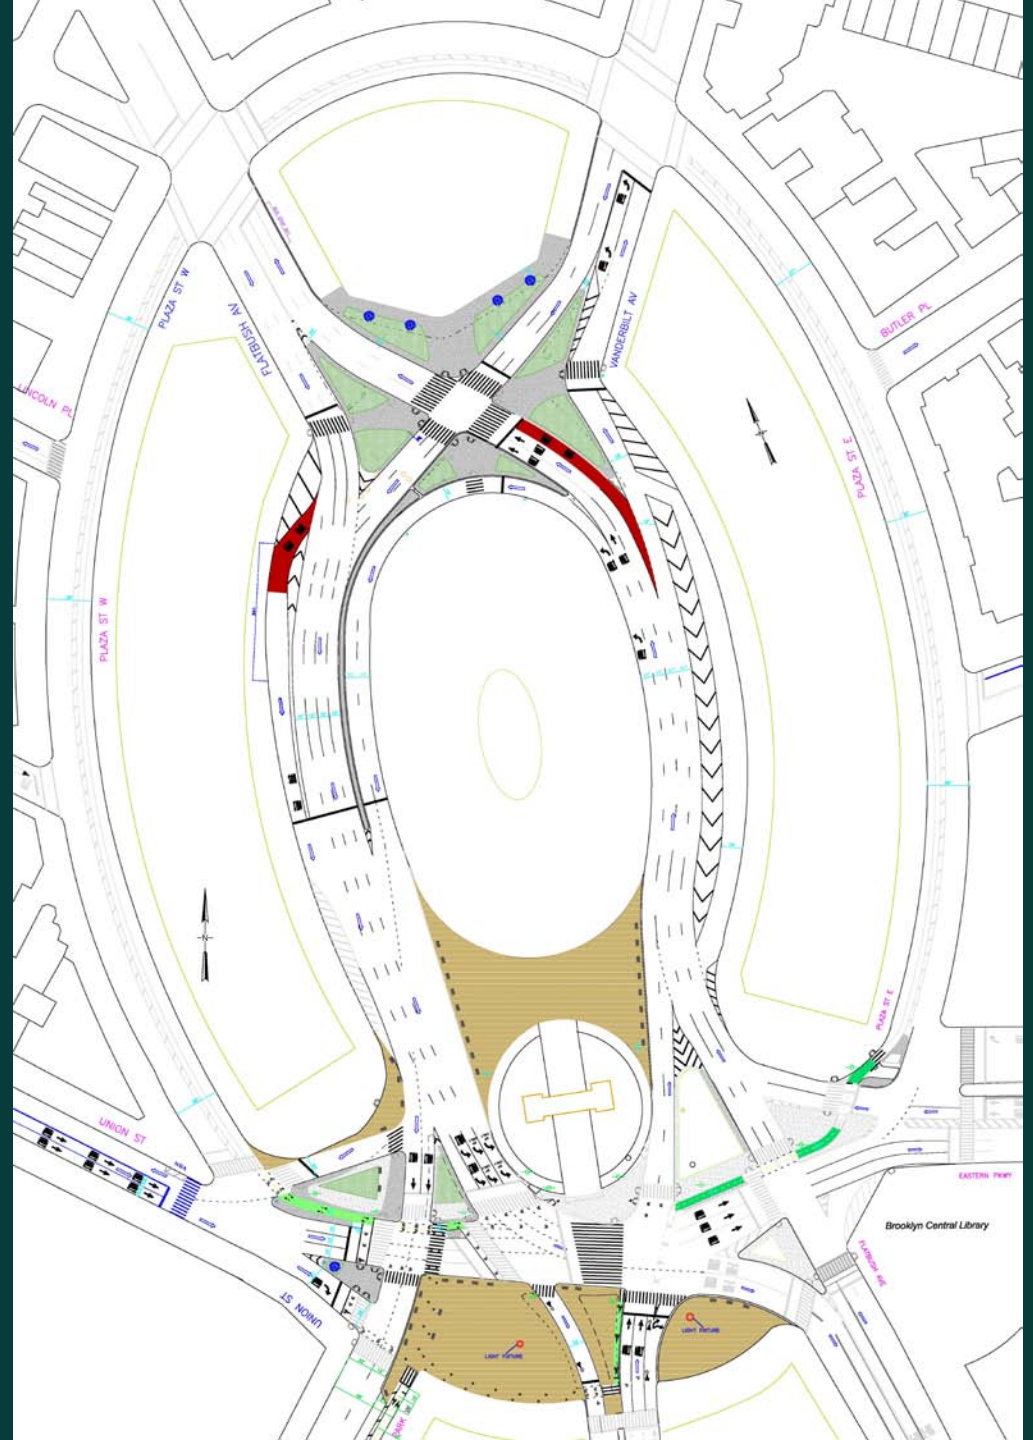 PLAZA ST W
FLATBUSH AV
VANDERBILT AV
BUTLER PL
LINCOLN PL
PLAZA ST E
PLAZA ST W
N
PLAZA ST E
UNION ST
EASTERN PKWY
Brooklyn Central Library
FLATBUSH AVE
UNION ST
LIGHT FIXTURE
LIGHT FIXTURE
PARK